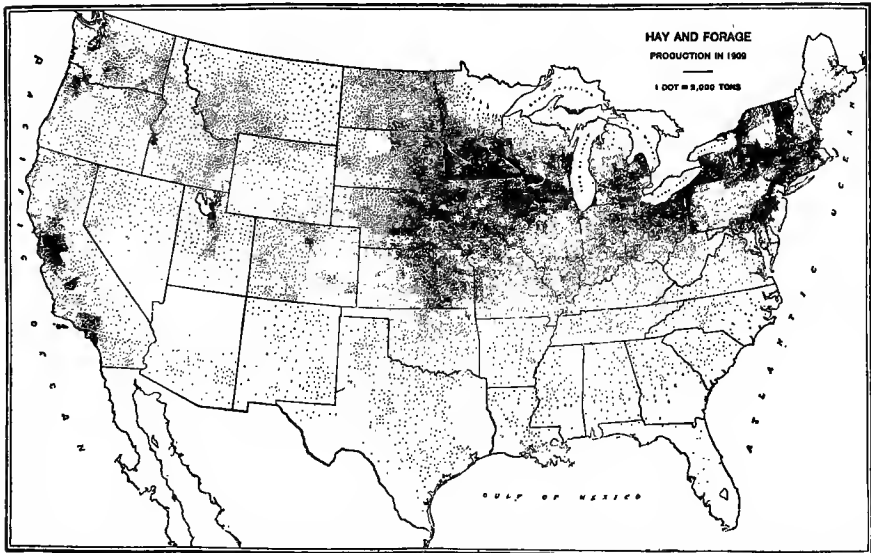 HAY AND FORAGE
PRODUCTION IN 1909
1 DOT = 2,000 TONS
PACIFIC OCEAN
ATLANTIC OCEAN
GULF OF MEXICO